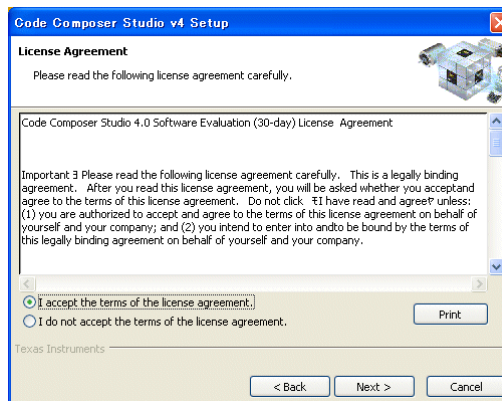 Code Composer Studio v4 Setup
License Agreement
Please read the following license agreement carefully.
Code Composer Studio 4.0 Software Evaluation (30-day) License  Agreement
Important ∃ Please read the following license agreement carefully.   This is a legally binding
agreement.   After you read this license agreement, you will be asked whether you acceptand
agree to the terms of this license agreement.   Do not click  I have read and agree unless:
(1) you are authorized to accept and agree to the terms of this license agreement on behalf of
yourself and your company; and (2) you intend to enter into andto be bound by the terms of
this legally binding agreement on behalf of yourself and your company.
I accept the terms of the license agreement.
I do not accept the terms of the license agreement.
Print
Texas Instruments
< Back
Next >
Cancel